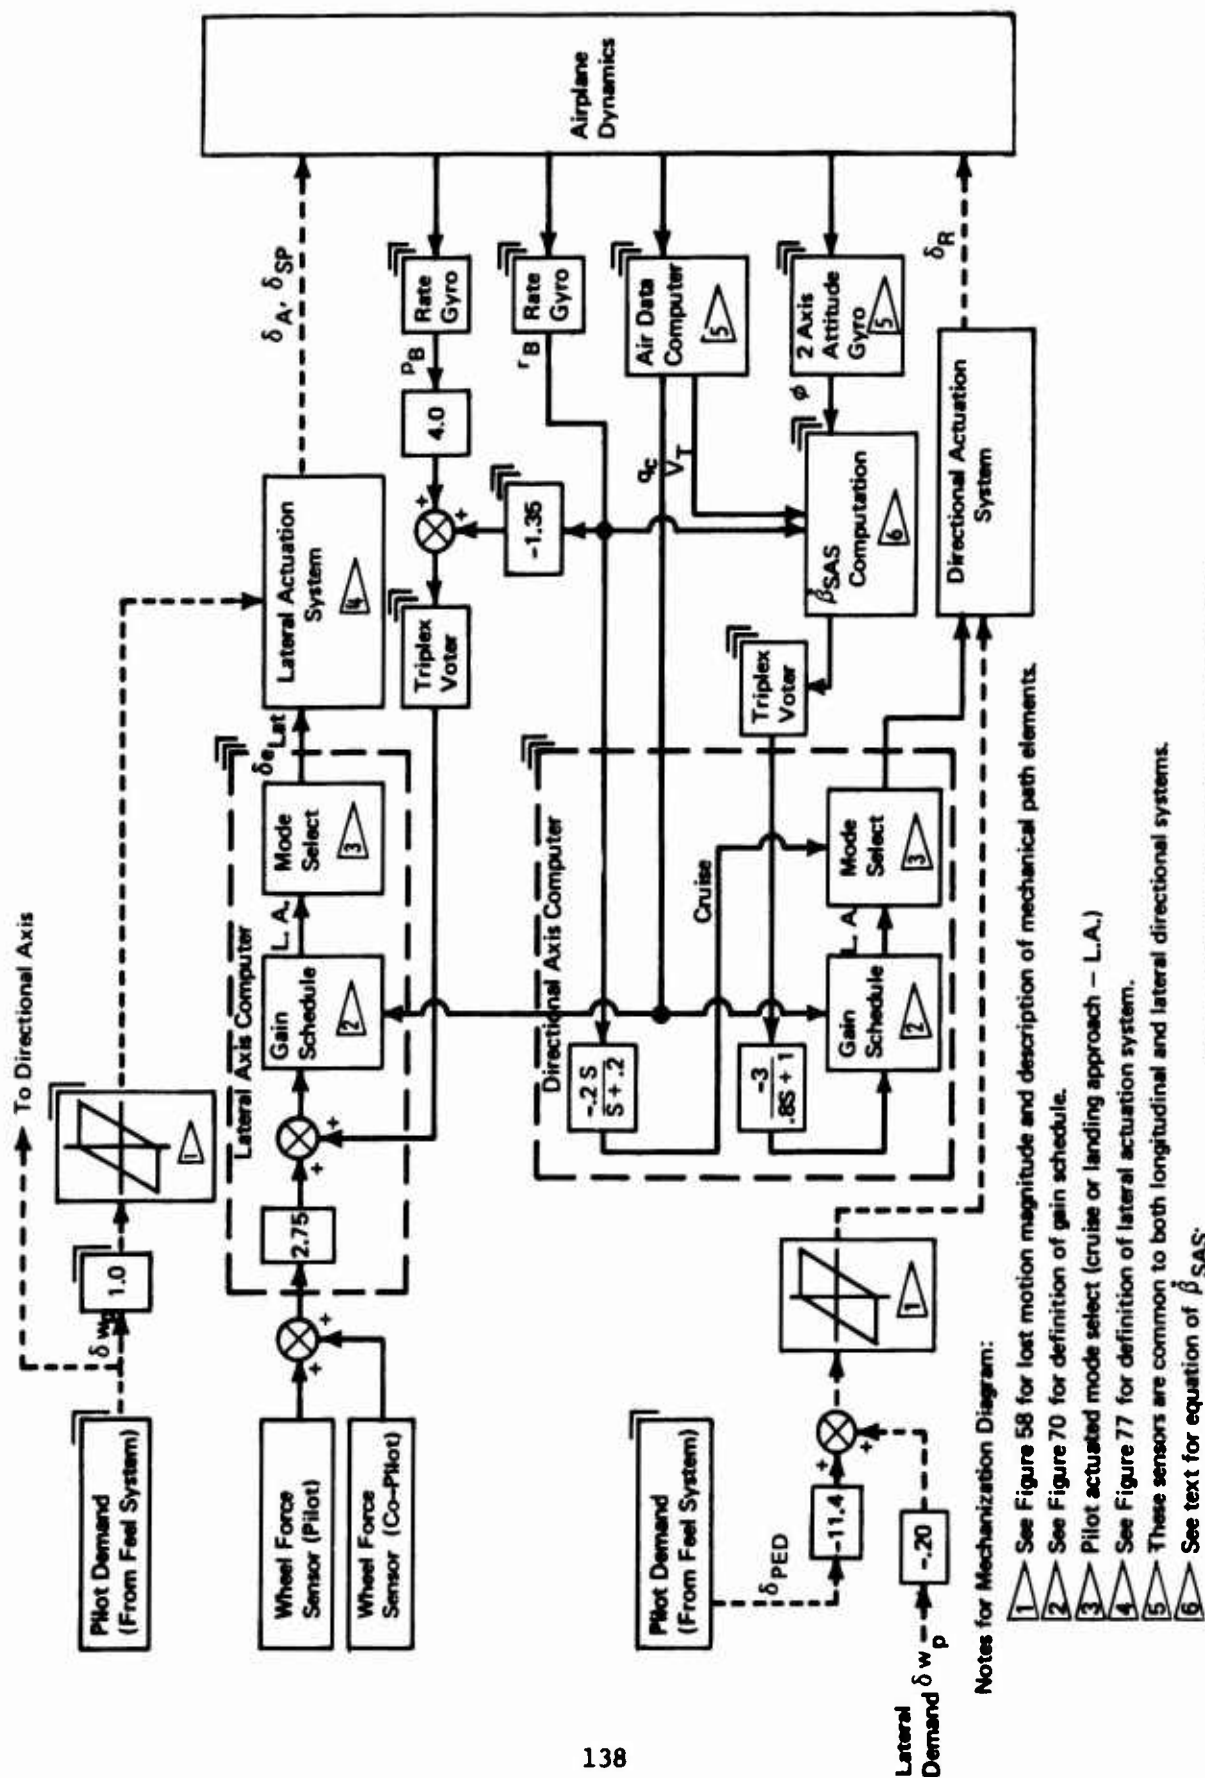 To Directional Axis
Pilot Demand
(From Feel System)
δ wp
1.0
1
Wheel Force
Sensor (Pilot)
Wheel Force
Sensor (Co-Pilot)
+
+
Lateral Axis Computer
2.75
+
+
Gain
Schedule
2
L. A.
Mode
Select
3
δeLat
Lateral Actuation
System
4
δA, δSP
Triplex
Voter
+
+
4.0
PB
Rate
Gyro
-1.35
rB
Rate
Gyro
Airplane
Dynamics
Directional Axis Computer
-.2 S
S + .2
Cruise
qc
VT
Air Data
Computer
5
-3
.8S + 1
Gain
Schedule
2
L. A.
Mode
Select
3
Triplex
Voter
β̇SAS
Computation
6
ϕ
2 Axis
Attitude
Gyro
5
Directional Actuation
System
δR
Pilot Demand
(From Feel System)
δPED
-11.4
+
+
1
Lateral
Demand δ wp
-.20
Notes for Mechanization Diagram:
1 See Figure 58 for lost motion magnitude and description of mechanical path elements.
2 See Figure 70 for definition of gain schedule.
3 Pilot actuated mode select (cruise or landing approach – L.A.)
4 See Figure 77 for definition of lateral actuation system.
5 These sensors are common to both longitudinal and lateral directional systems.
6 See text for equation of β̇SAS:
138